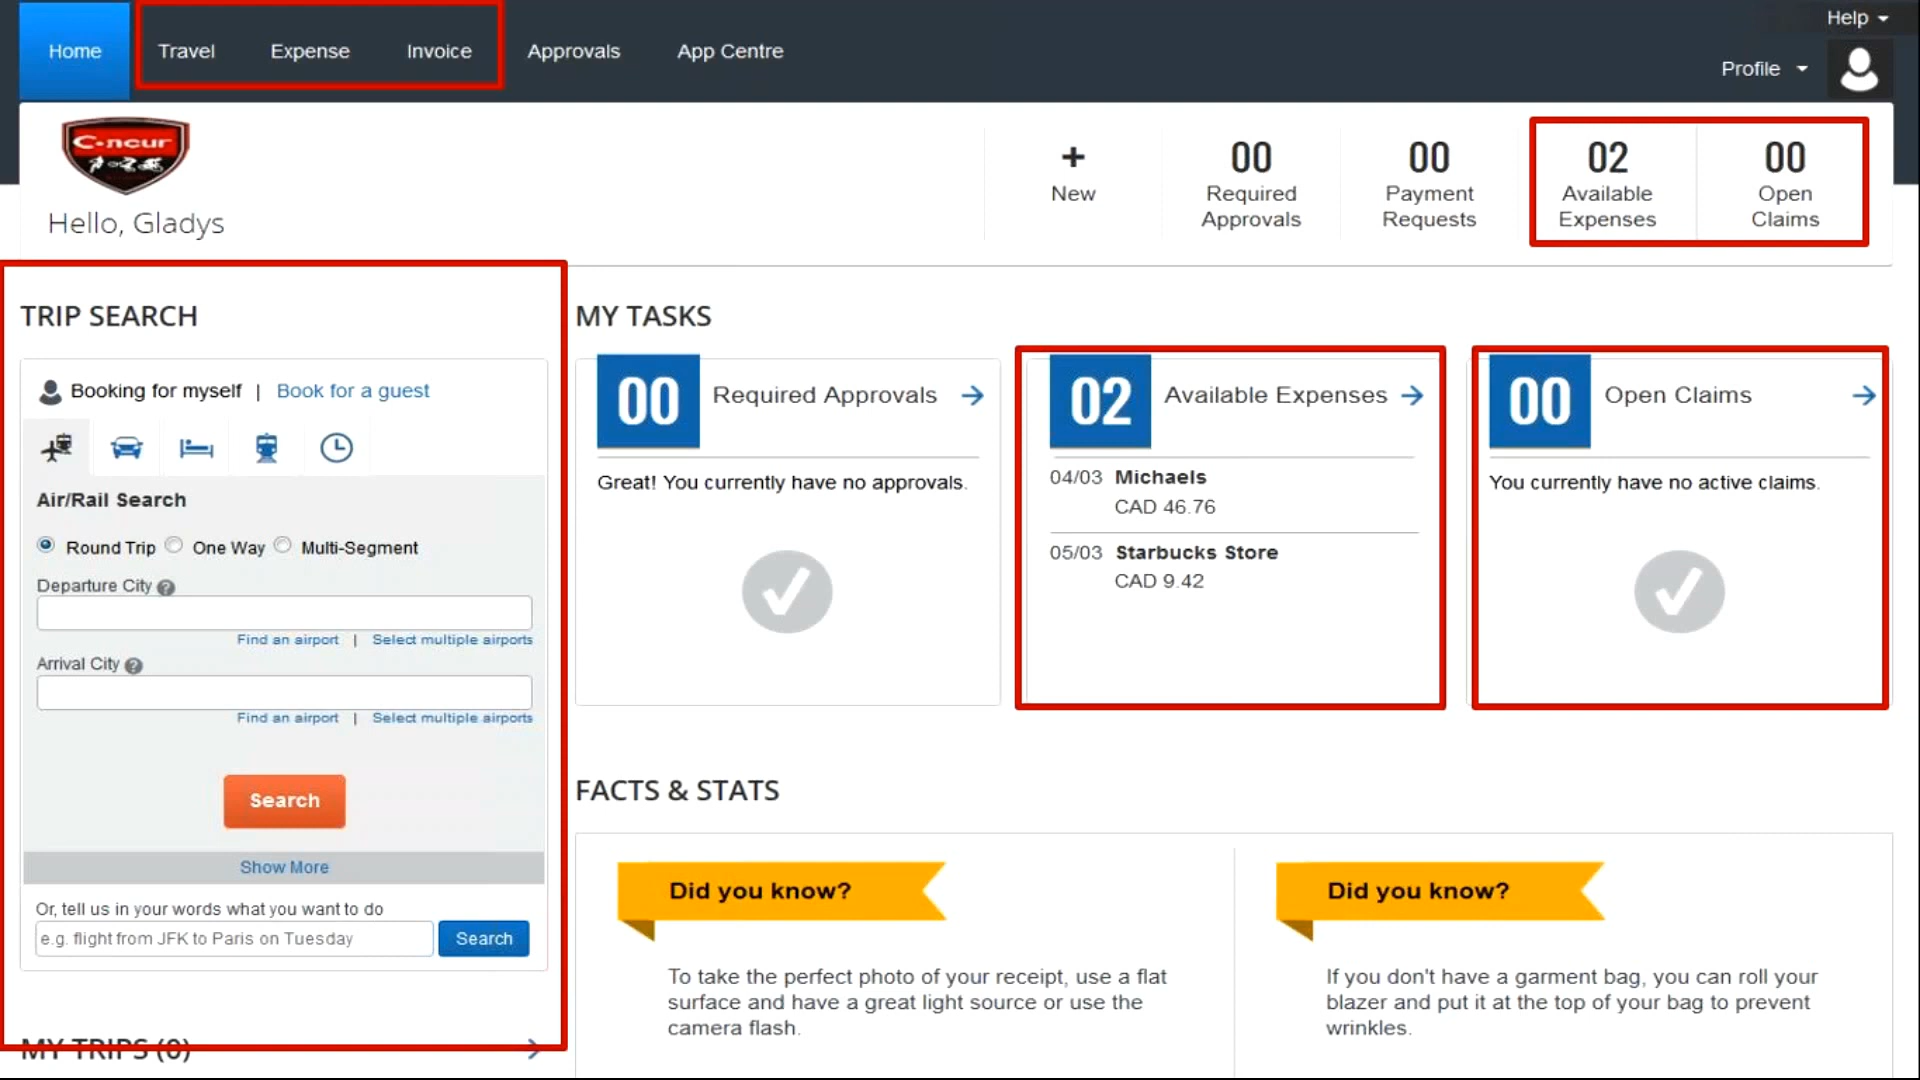 Help
Home Travel Expense Invoice Approvals App Centre
Profile
C-ncur
Hello, Gladys
+ 00 00 02 00
New Required Payment Available Open
Approvals Requests Expenses Claims
TRIP SEARCH
Booking for myself | Book for a guest
Air/Rail Search
Round Trip One Way Multi-Segment
Departure City ?
Find an airport | Select multiple airports
Arrival City ?
Find an airport | Select multiple airports
Search
Show More
Or, tell us in your words what you want to do
e.g. flight from JFK to Paris on Tuesday Search
MY TRIPS (0)
MY TASKS
00 Required Approvals
Great! You currently have no approvals.
02 Available Expenses
04/03 Michaels
CAD 46.76
05/03 Starbucks Store
CAD 9.42
00 Open Claims
You currently have no active claims.
FACTS & STATS
Did you know?
To take the perfect photo of your receipt, use a flat
surface and have a great light source or use the
camera flash.
Did you know?
If you don't have a garment bag, you can roll your
blazer and put it at the top of your bag to prevent
wrinkles.